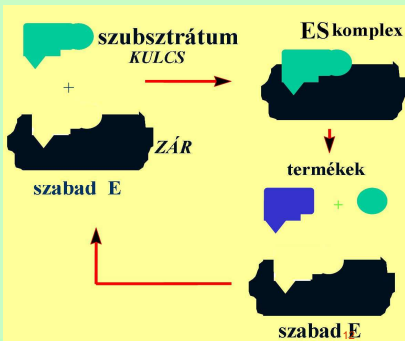 szubsztrátum
KULCS
+
ZÁR
szabad E
ES komplex
termékek
+
szabad E